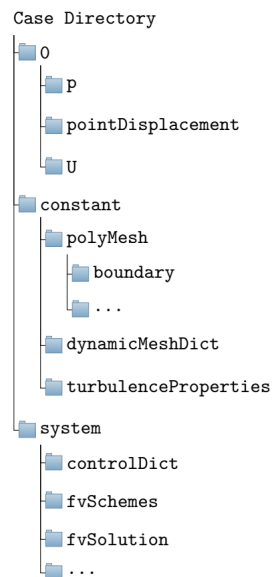 Case Directory
0
p
pointDisplacement
U
constant
polyMesh
boundary
...
dynamicMeshDict
turbulenceProperties
system
controlDict
fvSchemes
fvSolution
...